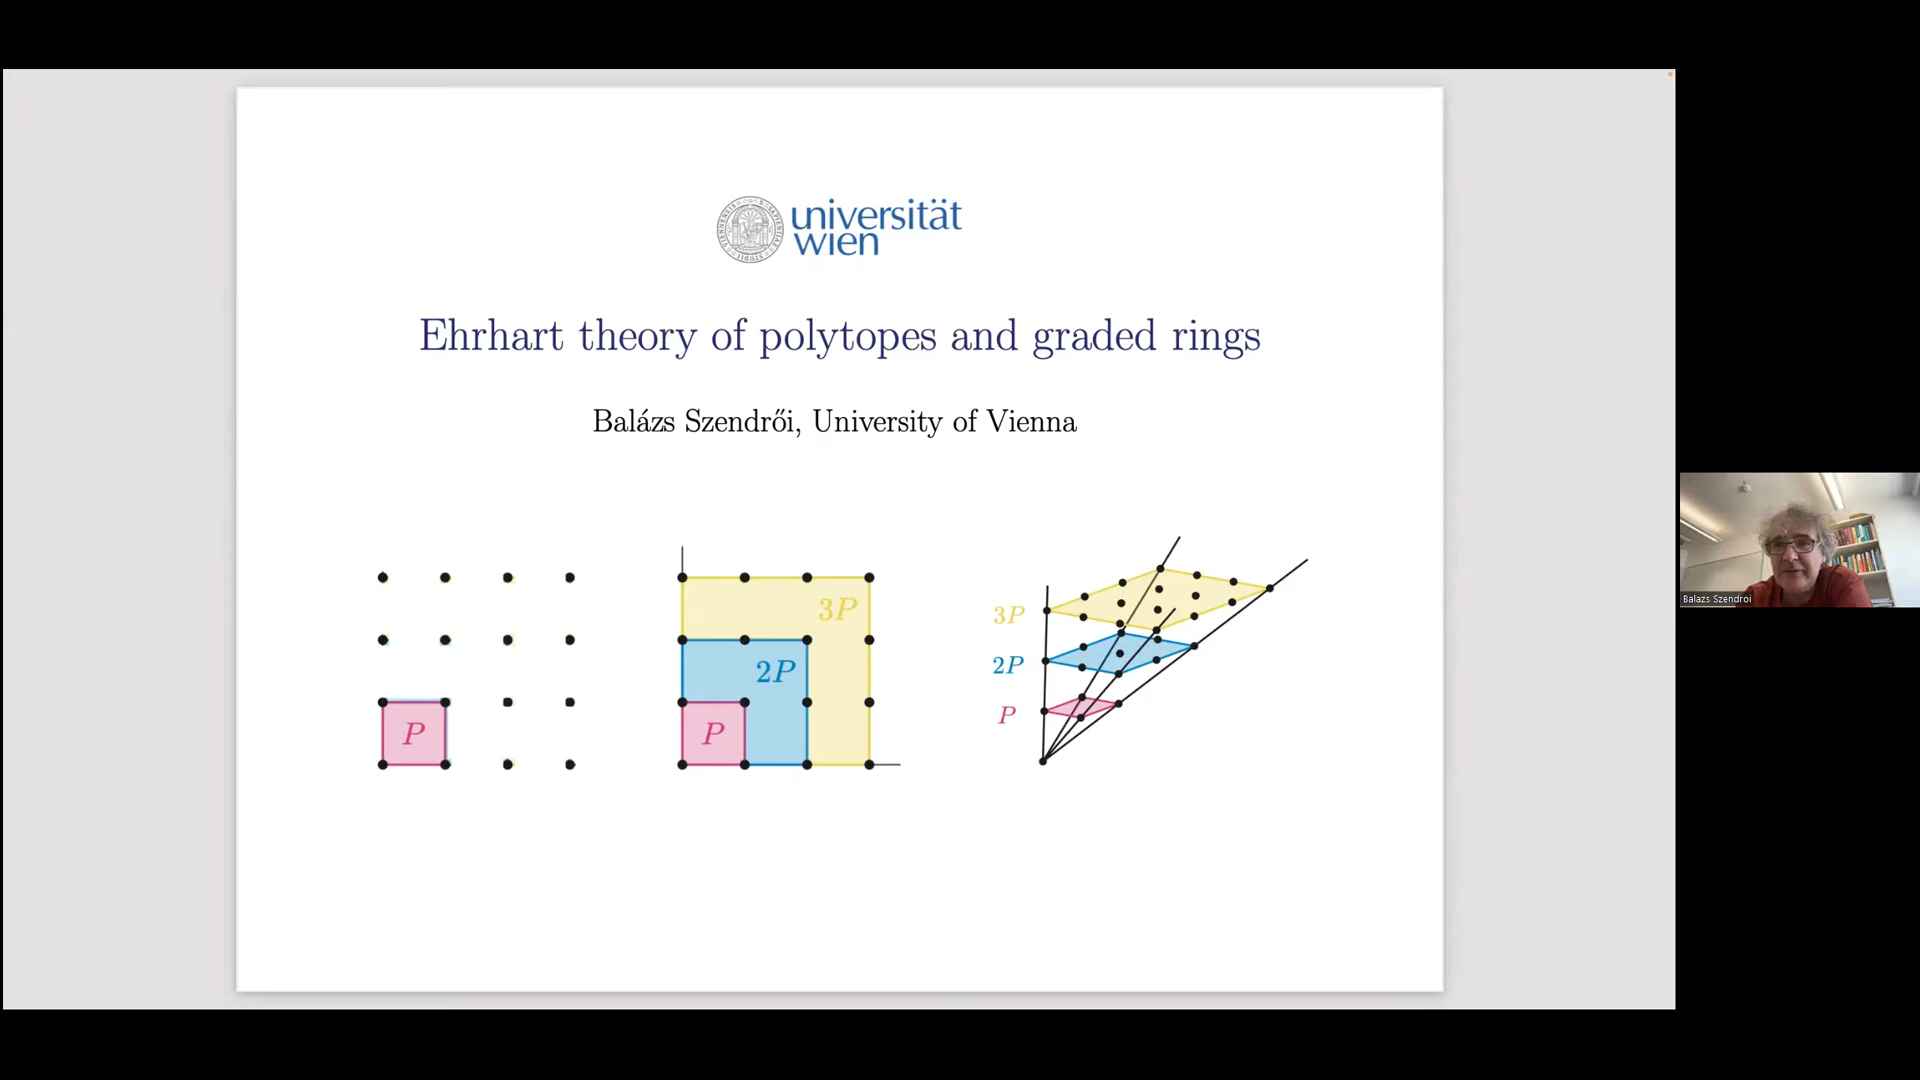 universität
wien
Ehrhart theory of polytopes and graded rings
Balázs Szendrői, University of Vienna
P
3P
2P
P
3P
2P
P
Balazs Szendroi